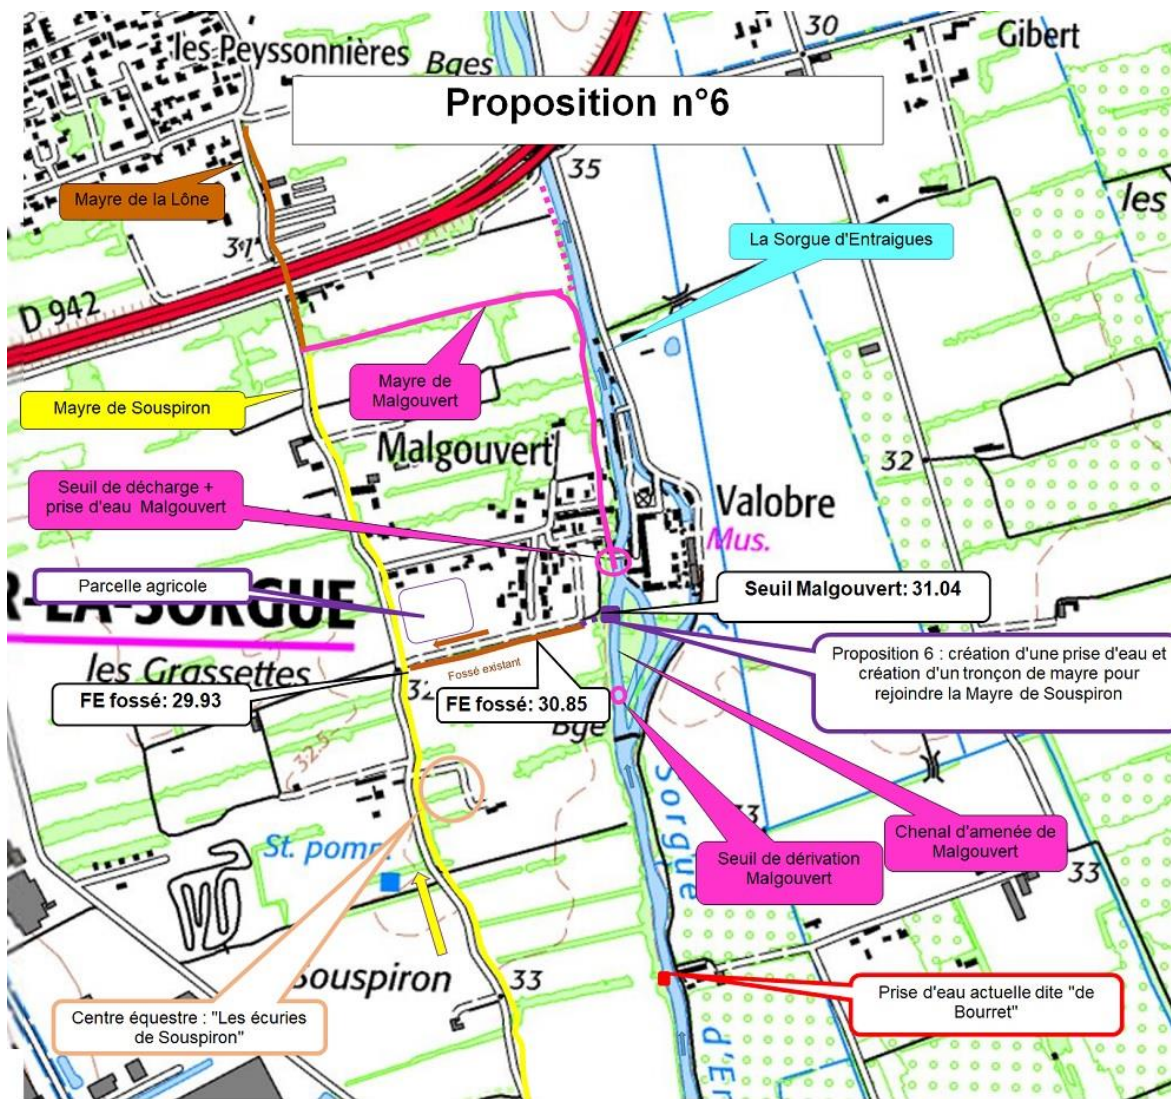 30
Gibert
les Peyssonnières
Bges
Proposition n°6
35
Mayre de la Lône
les
La Sorgue d'Entraigues
31
D 942
Mayre de
Malgouvert
Mayre de Souspiron
Malgouvert
32
Seuil de décharge +
prise d'eau Malgouvert
Valobre
Mus.
Parcelle agricole
Seuil Malgouvert: 31.04
R-LA-SORGUE
Proposition 6 : création d'une prise d'eau et
création d'un tronçon de mayre pour
rejoindre la Mayre de Souspiron
les Grassettes
Fossé existant
32
FE fossé: 29.93
FE fossé: 30.85
Bge
32.5
Sorgue
33
Chenal d'amenée de
Malgouvert
St. pomp.
Seuil de dérivation
Malgouvert
33
Souspiron
33
Prise d'eau actuelle dite "de
Bourret"
Centre équestre : "Les écuries
de Souspiron"
d'En